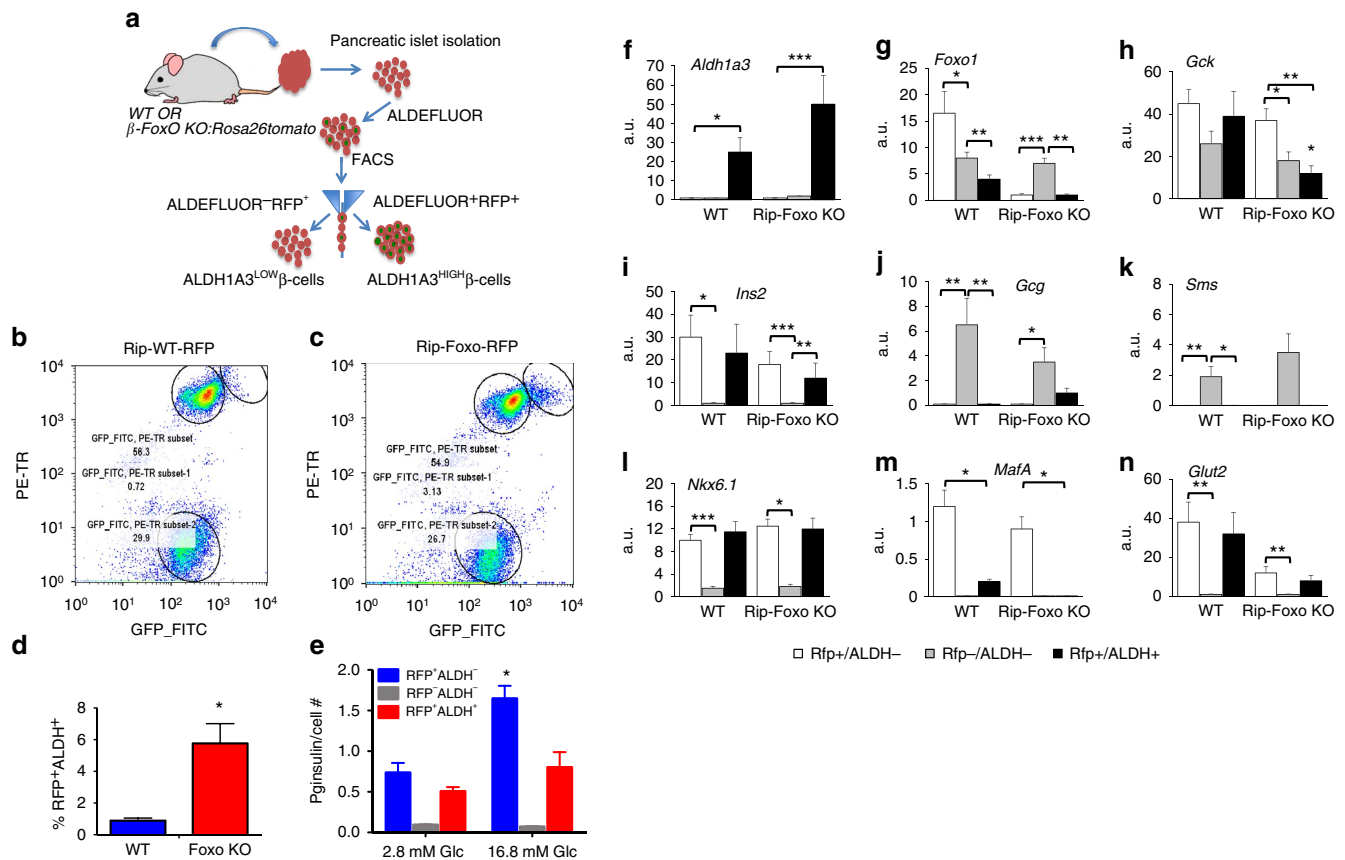 a
Pancreatic islet isolation
WT OR
β-FoxO KO:Rosa26tomato
ALDEFLUOR
FACS
ALDEFLUOR⁻RFP⁺
ALDEFLUOR⁺RFP⁺
ALDH1A3ᴸᴼᵂβ-cells
ALDH1A3ᴴᴵᴳᴴβ-cells
b
Rip-WT-RFP
10⁴
10³
10²
10¹
10⁰
PE-TR
GFP_FITC, PE-TR subset
58.3
GFP_FITC, PE-TR subset-1
0.72
GFP_FITC, PE-TR subset-2
29.9
10⁰ 10¹ 10² 10³ 10⁴
GFP_FITC
c
Rip-Foxo-RFP
10⁴
10³
10²
10¹
10⁰
PE-TR
GFP_FITC, PE-TR subset
54.9
GFP_FITC, PE-TR subset-1
3.13
GFP_FITC, PE-TR subset-2
26.7
10⁰ 10¹ 10² 10³ 10⁴
GFP_FITC
d
% RFP⁺ALDH⁺
8
6
4
2
0
*
WT Foxo KO
e
Pginsulin/cell #
2.0
1.5
1.0
0.5
0.0
RFP⁺ALDH⁻
RFP⁻ALDH⁻
RFP⁺ALDH⁺
*
2.8 mM Glc 16.8 mM Glc
f
Aldh1a3
a.u.
70
60
50
40
30
20
10
0
*
***
WT Rip-Foxo KO
g
Foxo1
a.u.
25
20
15
10
5
0
*
**
*** **
WT Rip-Foxo KO
h
Gck
a.u.
60
40
20
0
**
*
*
WT Rip-Foxo KO
i
Ins2
a.u.
50
40
30
20
10
0
*
***
**
WT Rip-Foxo KO
j
Gcg
a.u.
10
8
6
4
2
0
** **
*
WT Rip-Foxo KO
k
Sms
a.u.
8
6
4
2
0
** *
WT Rip-Foxo KO
l
Nkx6.1
a.u.
20
16
12
8
4
0
***
*
WT Rip-Foxo KO
m
MafA
a.u.
1.5
1
0.5
0
*
*
WT Rip-Foxo KO
n
Glut2
a.u.
60
40
20
0
**
**
WT Rip-Foxo KO
Rfp+/ALDH– Rfp–/ALDH– Rfp+/ALDH+